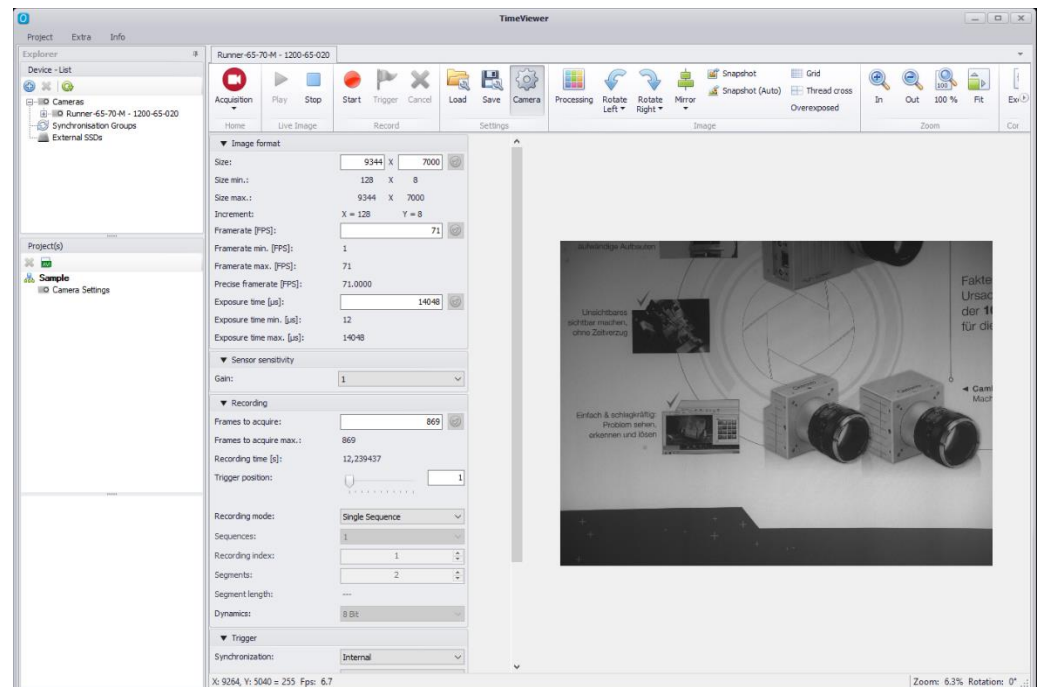 TimeViewer
Project Extra Info
Explorer
Device - List
Cameras
Runner-65-70-M - 1200-65-020
Synchronisation Groups
External SSDs
Project(s)
Sample
Camera Settings
Runner-65-70-M - 1200-65-020
Acquisition
Play
Stop
Start
Trigger
Cancel
Load
Save
Camera
Processing
Rotate Left
Rotate Right
Mirror
Snapshot
Snapshot (Auto)
Grid
Thread cross
Overexposed
In
Out
100 %
Fit
Home
Live Image
Record
Settings
Image
Zoom
Image format
Size: 9344 X 7000
Size min.: 128 X 8
Size max.: 9344 X 7000
Increment: X = 128 Y = 8
Framerate [FPS]: 71
Framerate min. [FPS]: 1
Framerate max. [FPS]: 71
Precise framerate [FPS]: 71.0000
Exposure time [µs]: 14048
Exposure time min. [µs]: 12
Exposure time max. [µs]: 14048
Sensor sensitivity
Gain: 1
Recording
Frames to acquire: 869
Frames to acquire max.: 869
Recording time [s]: 12,239437
Trigger position: 1
Recording mode: Single Sequence
Sequences: 1
Recording index: 1
Segments: 2
Segment length: ---
Dynamics: 8 Bit
Trigger
Synchronization: Internal
aufwändige Aufbauten
Unsichtbares
sichtbar machen,
ohne Zeitverzug
Einfach & schlagkräftig:
Problem sehen,
erkennen und lösen
Fakte
Ursac
der
für die
Mach
X: 9264, Y: 5040 = 255 Fps: 6.7
Zoom: 6.3% Rotation: 0°